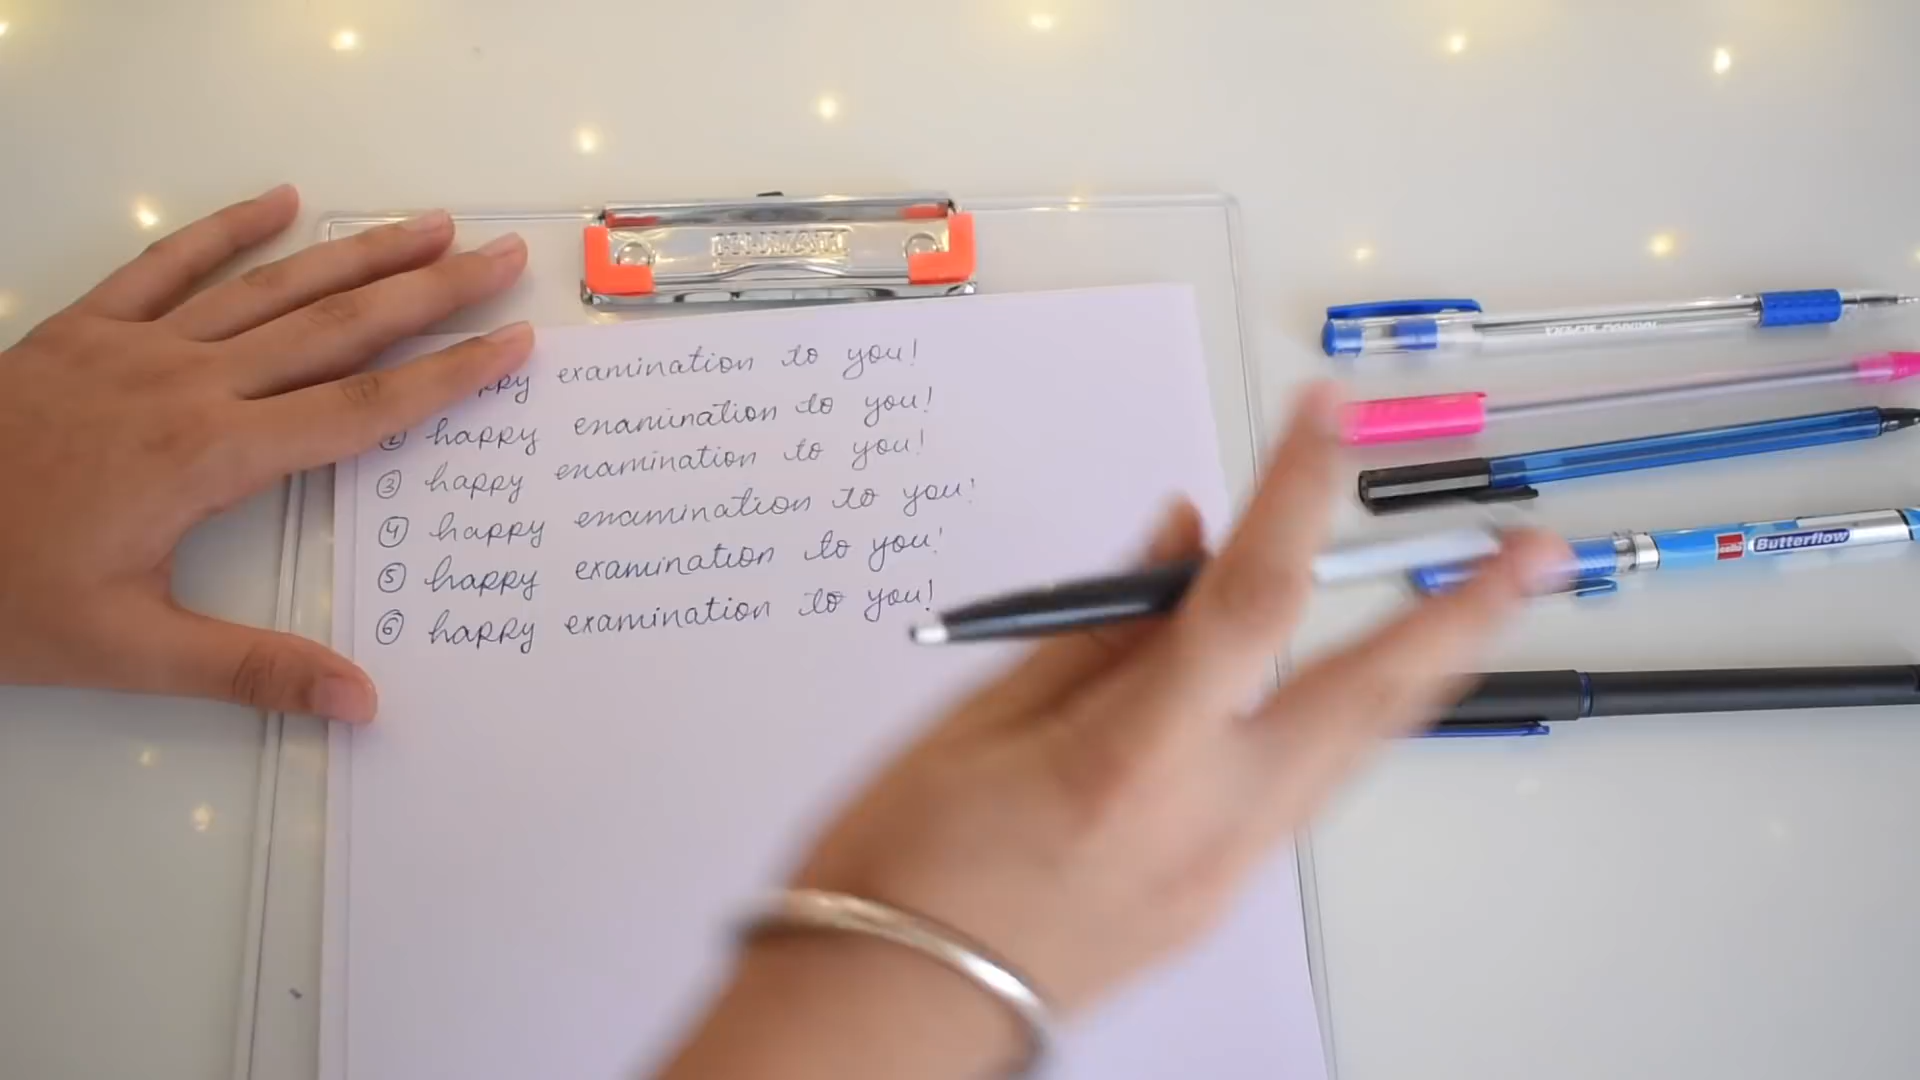 examination to you!
happy examination to you!
③ happy examination to you!
④ happy examination to you!
⑤ happy examination to you!
⑥ happy examination to you!
cello Butterflow